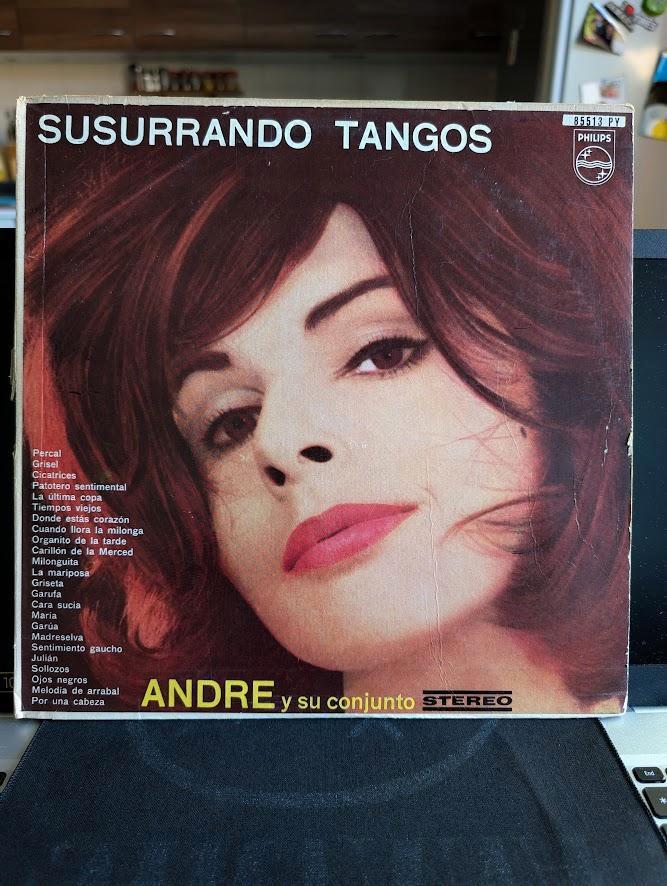 SUSURRANDO TANGOS
85513 PY
PHILIPS
Percal
Grisel
Cicatrices
Patotero sentimental
La última copa
Tiempos viejos
Donde estás corazón
Cuando llora la milonga
Organito de la tarde
Carillón de la Merced
Milonguita
La mariposa
Griseta
Garufa
Cara sucia
María
Garúa
Madreselva
Sentimiento gaucho
Julián
Sollozos
Ojos negros
Melodía de arrabal
Por una cabeza
ANDRE y su conjunto STEREO
End